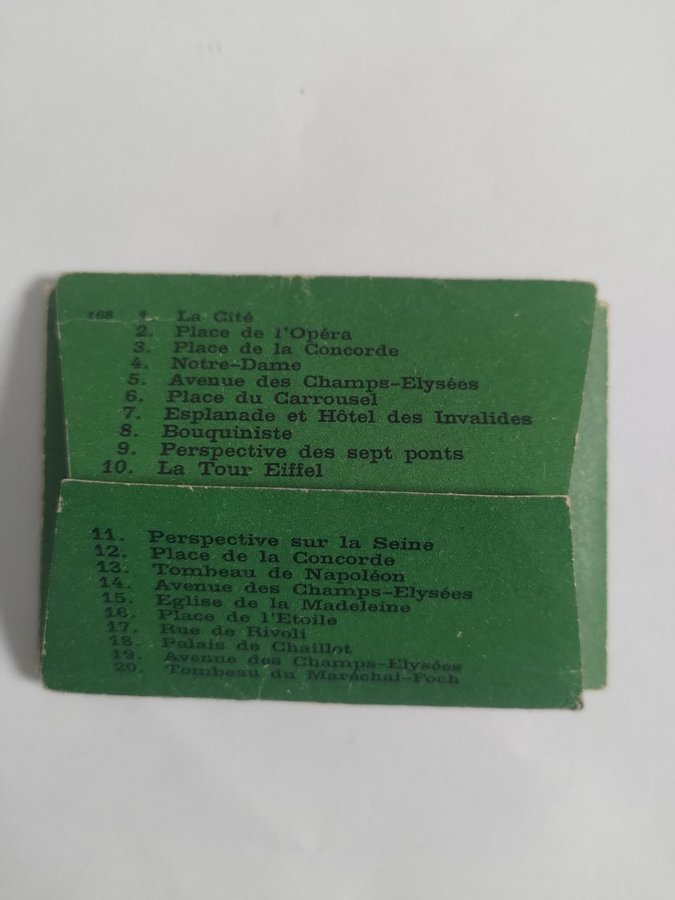 168 1. La Cité
2. Place de l'Opéra
3. Place de la Concorde
4. Notre-Dame
5. Avenue des Champs-Elysées
6. Place du Carrousel
7. Esplanade et Hôtel des Invalides
8. Bouquiniste
9. Perspective des sept ponts
10. La Tour Eiffel
11. Perspective sur la Seine
12. Place de la Concorde
13. Tombeau de Napoléon
14. Avenue des Champs-Elysées
15. Eglise de la Madeleine
16. Place de l'Etoile
17. Rue de Rivoli
18. Palais de Chaillot
19. Avenue des Champs-Elysées
20. Tombeau du Maréchal-Foch